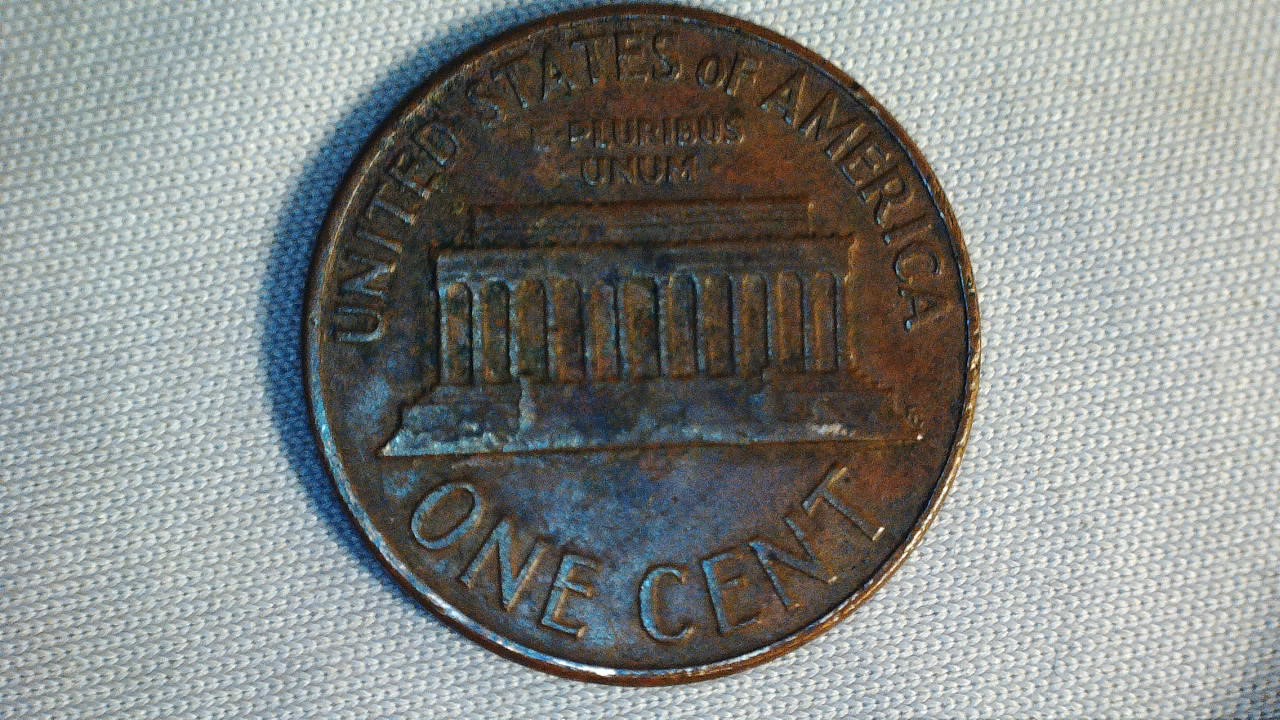 UNITED STATES OF AMERICA
E PLURIBUS
UNUM
ONE CENT